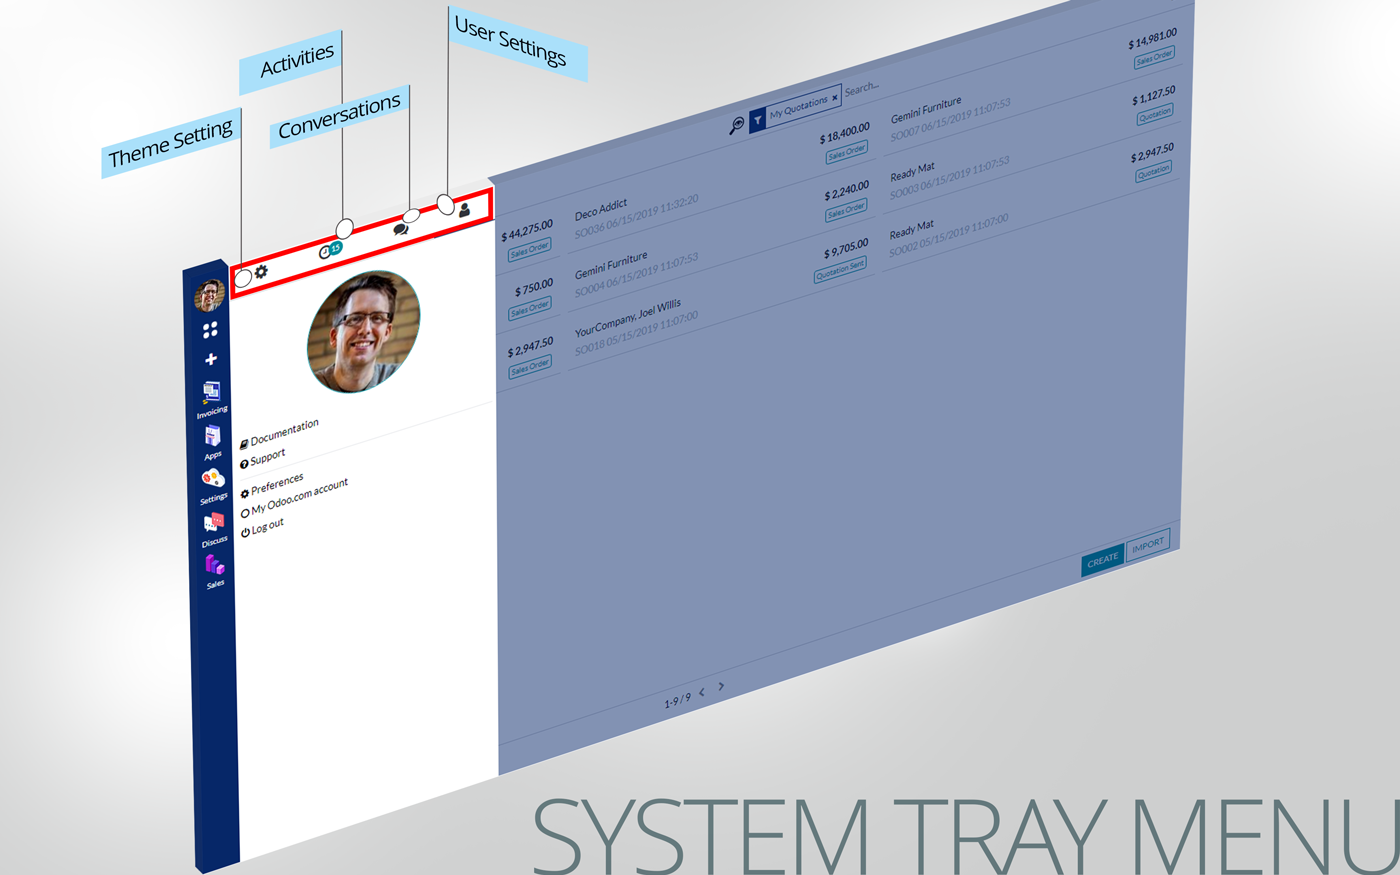 User Settings
Activities
Conversations
Theme Setting
15
My Quotations ×
Search...
$ 44,275.00
Sales Order
Deco Addict
SO036 06/15/2019 11:32:20
$ 18,400.00
Sales Order
Gemini Furniture
SO007 06/15/2019 11:07:53
$ 14,981.00
Sales Order
$ 750.00
Sales Order
Gemini Furniture
SO004 06/15/2019 11:07:53
$ 2,240.00
Sales Order
Ready Mat
SO003 06/15/2019 11:07:53
$ 1,127.50
Quotation
$ 2,947.50
Sales Order
YourCompany, Joel Willis
SO018 05/15/2019 11:07:00
$ 9,705.00
Quotation Sent
Ready Mat
SO002 05/15/2019 11:07:00
$ 2,947.50
Quotation
Invoicing
Apps
Settings
Discuss
Sales
Documentation
Support
Preferences
My Odoo.com account
Log out
CREATE
IMPORT
1-9 / 9
SYSTEM TRAY MENU